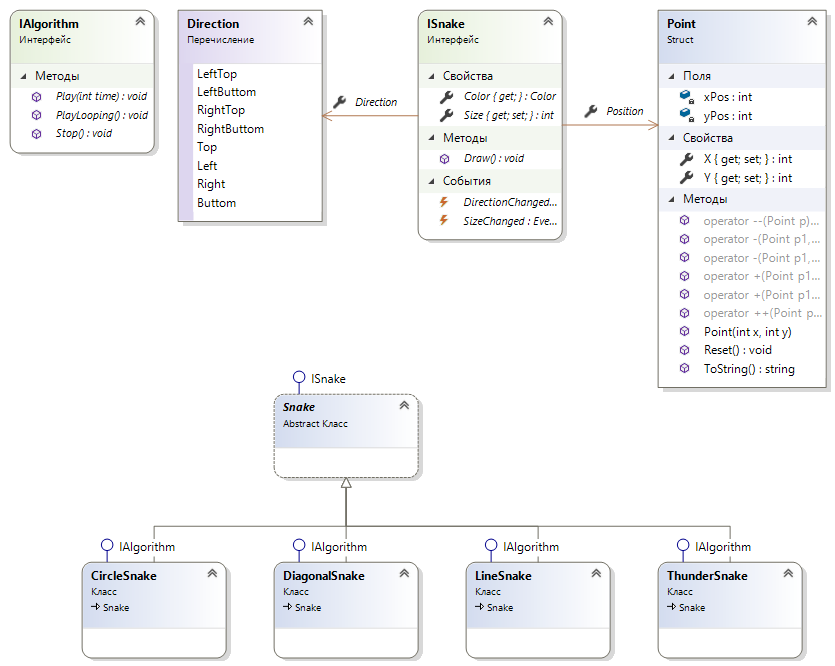 IAlgorithm
Интерфейс
Методы
Play(int time) : void
PlayLooping() : void
Stop() : void
Direction
Перечисление
LeftTop
LeftButtom
RightTop
RightButtom
Top
Left
Right
Buttom
Direction
ISnake
Интерфейс
Свойства
Color { get; } : Color
Size { get; set; } : int
Методы
Draw() : void
События
DirectionChanged...
SizeChanged : Eve...
Position
Point
Struct
Поля
xPos : int
yPos : int
Свойства
X { get; set; } : int
Y { get; set; } : int
Методы
operator --(Point p)...
operator -(Point p1,...
operator -(Point p1,...
operator +(Point p1...
operator +(Point p1...
operator ++(Point p...
Point(int x, int y)
Reset() : void
ToString() : string
ISnake
Snake
Abstract Класс
IAlgorithm
CircleSnake
Класс
Snake
IAlgorithm
DiagonalSnake
Класс
Snake
IAlgorithm
LineSnake
Класс
Snake
IAlgorithm
ThunderSnake
Класс
Snake